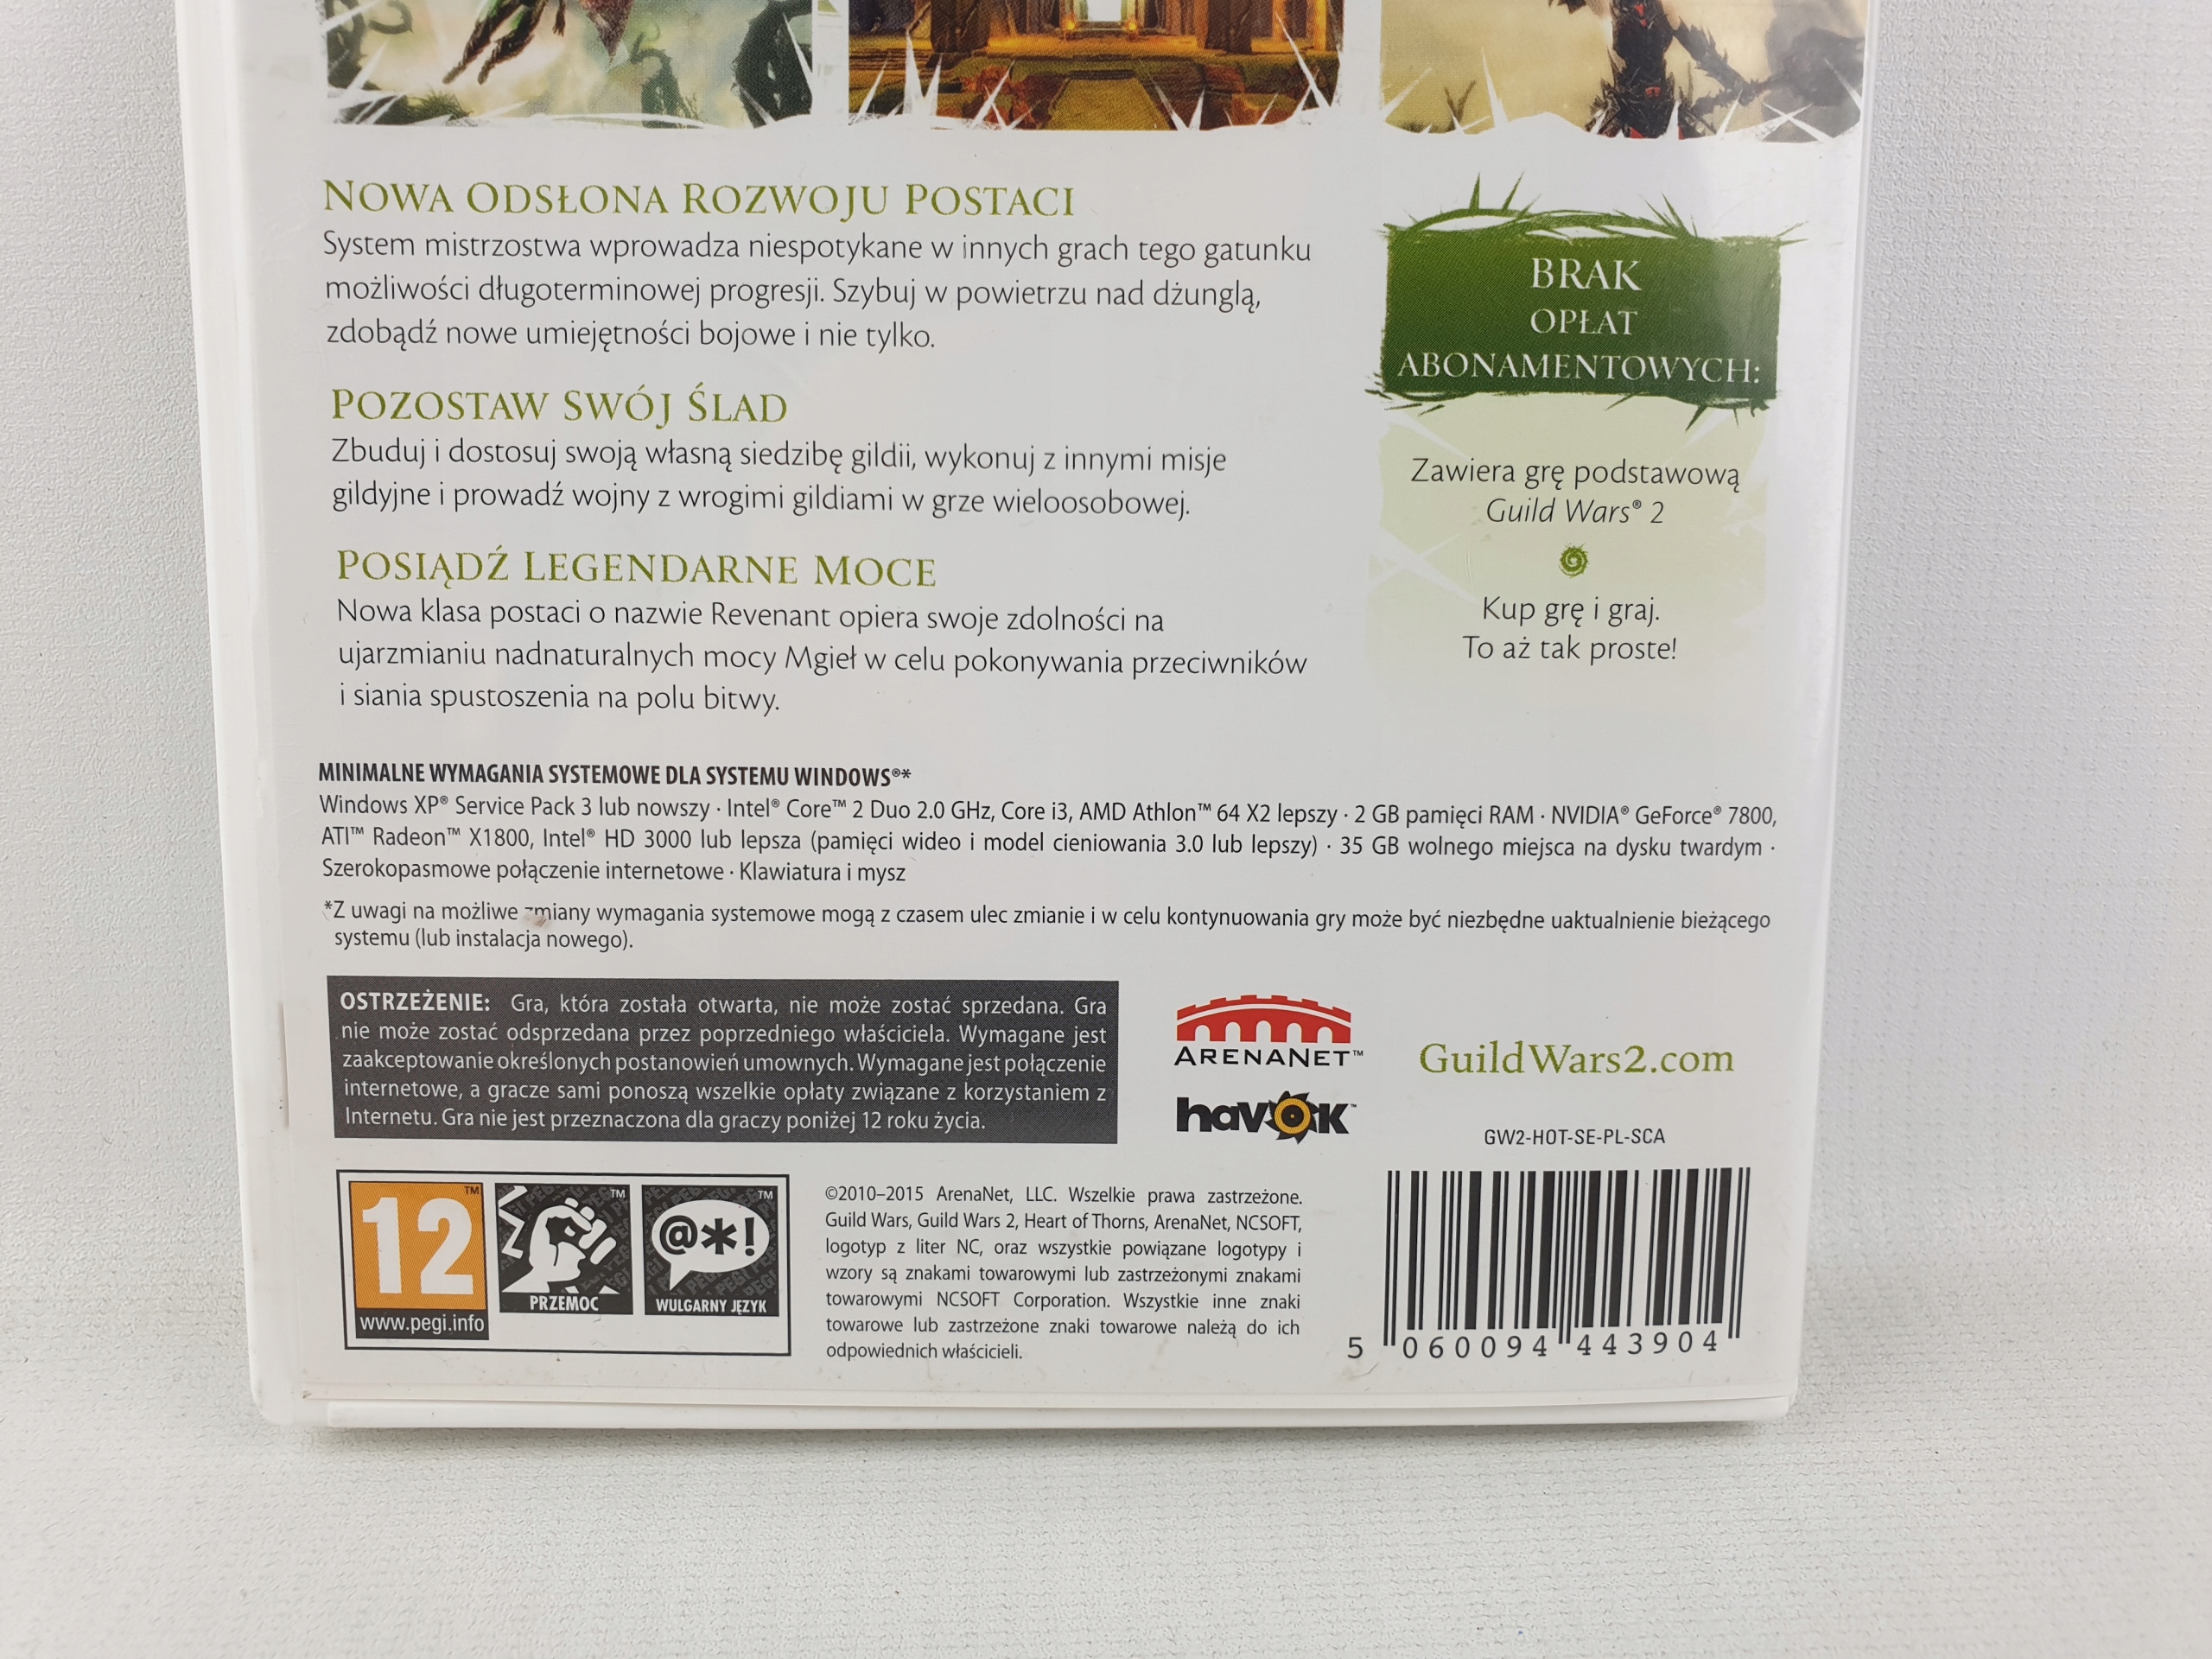 NOWA ODSŁONA ROZWOJU POSTACI
System mistrzostwa wprowadza niespotykane w innych grach tego gatunku
możliwości długoterminowej progresji. Szybuj w powietrzu nad dżunglą,
zdobądź nowe umiejętności bojowe i nie tylko.
POZOSTAW SWÓJ ŚLAD
Zbuduj i dostosuj swoją własną siedzibę gildii, wykonuj z innymi misje
gildyjne i prowadź wojny z wrogimi gildiami w grze wieloosobowej.
POSIĄDŹ LEGENDARNE MOCE
Nowa klasa postaci o nazwie Revenant opiera swoje zdolności na
ujarzmianiu nadnaturalnych mocy Mgieł w celu pokonywania przeciwników
i siania spustoszenia na polu bitwy.
BRAK
OPŁAT
ABONAMENTOWYCH:
Zawiera grę podstawową
Guild Wars® 2
Kup grę i graj.
To aż tak proste!
MINIMALNE WYMAGANIA SYSTEMOWE DLA SYSTEMU WINDOWS®*
Windows XP® Service Pack 3 lub nowszy · Intel® Core™ 2 Duo 2.0 GHz, Core i3, AMD Athlon™ 64 X2 lepszy · 2 GB pamięci RAM · NVIDIA® GeForce® 7800,
ATI™ Radeon™ X1800, Intel® HD 3000 lub lepsza (pamięci wideo i model cieniowania 3.0 lub lepszy) · 35 GB wolnego miejsca na dysku twardym ·
Szerokopasmowe połączenie internetowe · Klawiatura i mysz
*Z uwagi na możliwe zmiany wymagania systemowe mogą z czasem ulec zmianie i w celu kontynuowania gry może być niezbędne uaktualnienie bieżącego
systemu (lub instalacja nowego).
OSTRZEŻENIE: Gra, która została otwarta, nie może zostać sprzedana. Gra
nie może zostać odsprzedana przez poprzedniego właściciela. Wymagane jest
zaakceptowanie określonych postanowień umownych. Wymagane jest połączenie
internetowe, a gracze sami ponoszą wszelkie opłaty związane z korzystaniem z
Internetu. Gra nie jest przeznaczona dla graczy poniżej 12 roku życia.
ARENANET™
havok™
GuildWars2.com
GW2-HOT-SE-PL-SCA
12™
www.pegi.info
™
PRZEMOC
@*!™
WULGARNY JĘZYK
©2010–2015 ArenaNet, LLC. Wszelkie prawa zastrzeżone.
Guild Wars, Guild Wars 2, Heart of Thorns, ArenaNet, NCSOFT,
logotyp z liter NC, oraz wszystkie powiązane logotypy i
wzory są znakami towarowymi lub zastrzeżonymi znakami
towarowymi NCSOFT Corporation. Wszystkie inne znaki
towarowe lub zastrzeżone znaki towarowe należą do ich
odpowiednich właścicieli.
5 060094 443904